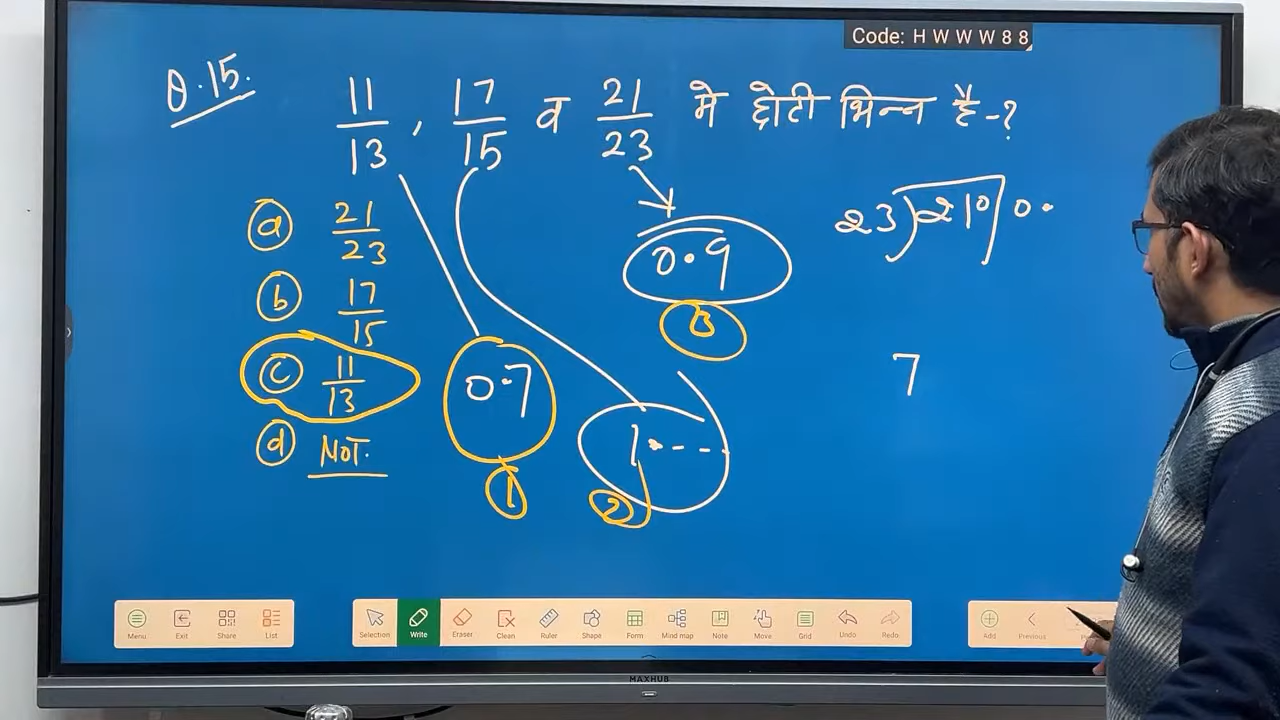 Code: HWWW88
Q.15. 11/13, 17/15 व 21/23 मे छोटी भिन्न है-?
(a) 21/23
(b) 17/15
(c) 11/13
(d) NOT.
0.9
3
23)210(0.
0.7
1
1.---
2
7
Menu Exit Share List
Selection Write Eraser Clean Ruler Shape Form Mind map Note Move Grid Undo Redo
Add Previous
MAXHUB